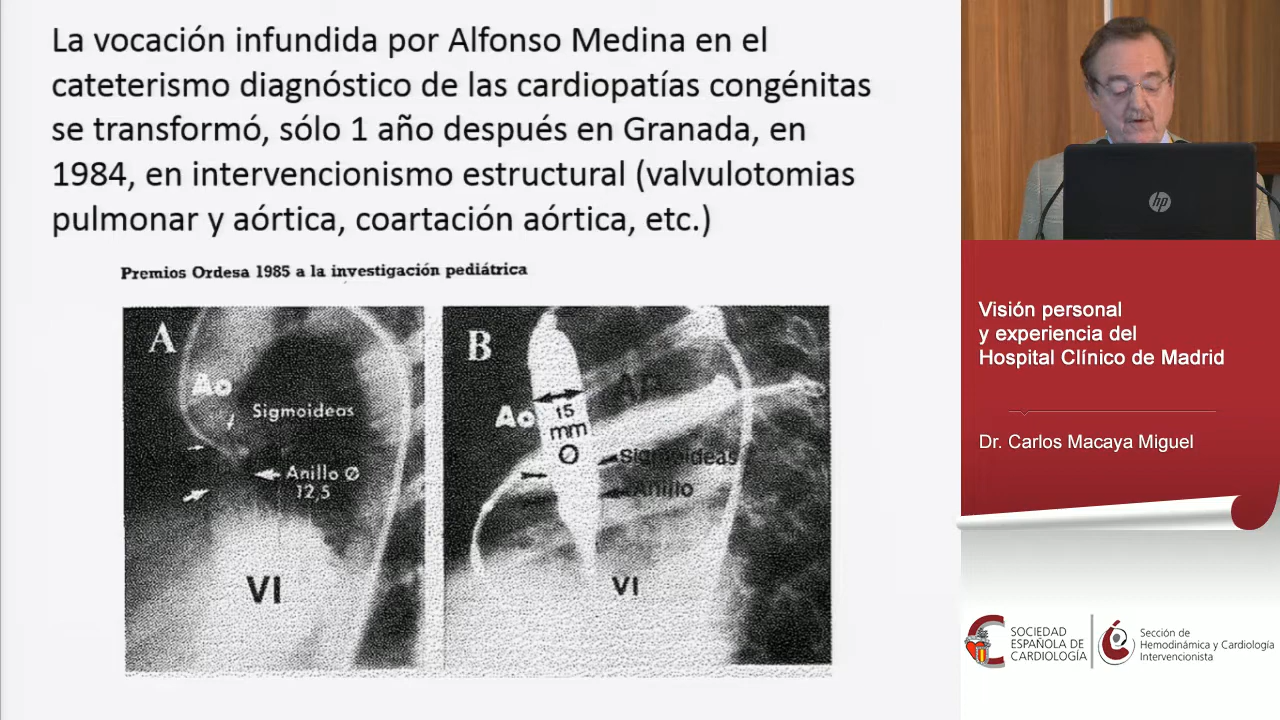 La vocación infundida por Alfonso Medina en el
cateterismo diagnóstico de las cardiopatías congénitas
se transformó, sólo 1 año después en Granada, en
1984, en intervencionismo estructural (valvulotomias
pulmonar y aórtica, coartación aórtica, etc.)
Premios Ordesa 1985 a la investigación pediátrica
A
Ao
Sigmoideas
Anillo Ø
12,5
VI
B
Ao
AP
15
mm
Ø
Sigmoideas
Anillo
VI
hp
Visión personal
y experiencia del
Hospital Clínico de Madrid
Dr. Carlos Macaya Miguel
SOCIEDAD
ESPAÑOLA DE
CARDIOLOGÍA
Sección de
Hemodinámica y Cardiología
Intervencionista